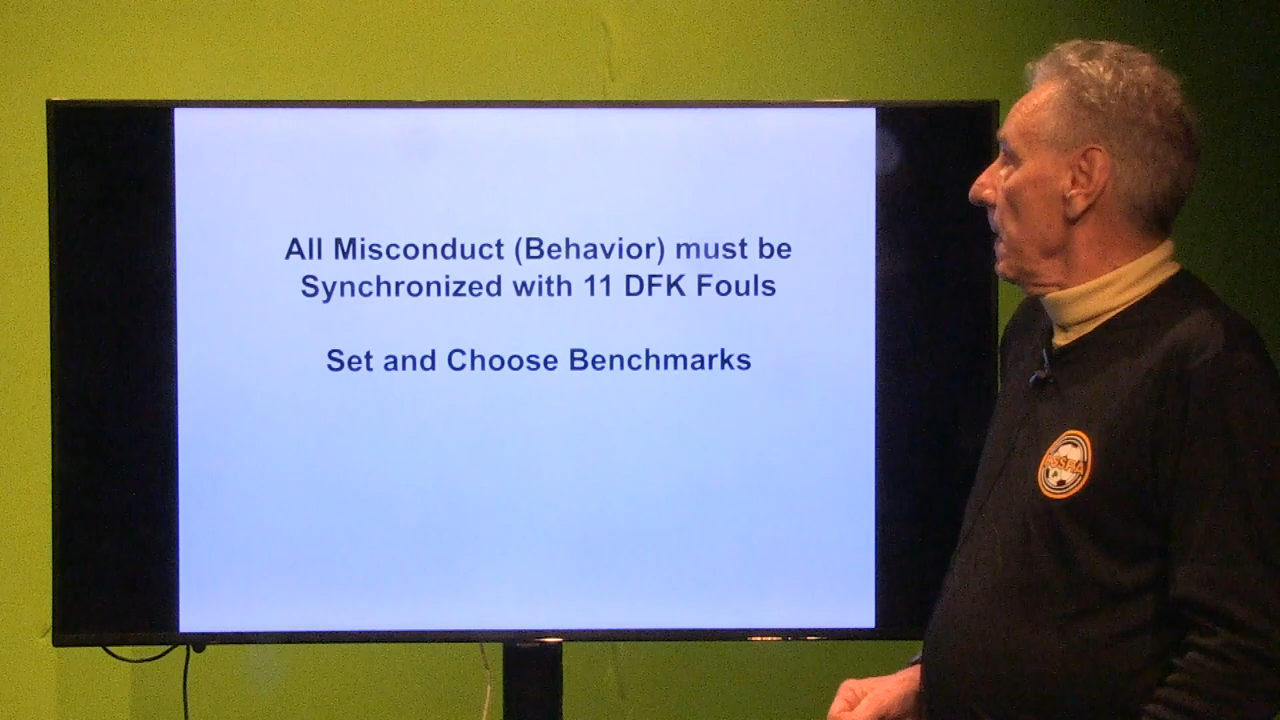 All Misconduct (Behavior) must be
Synchronized with 11 DFK Fouls
Set and Choose Benchmarks